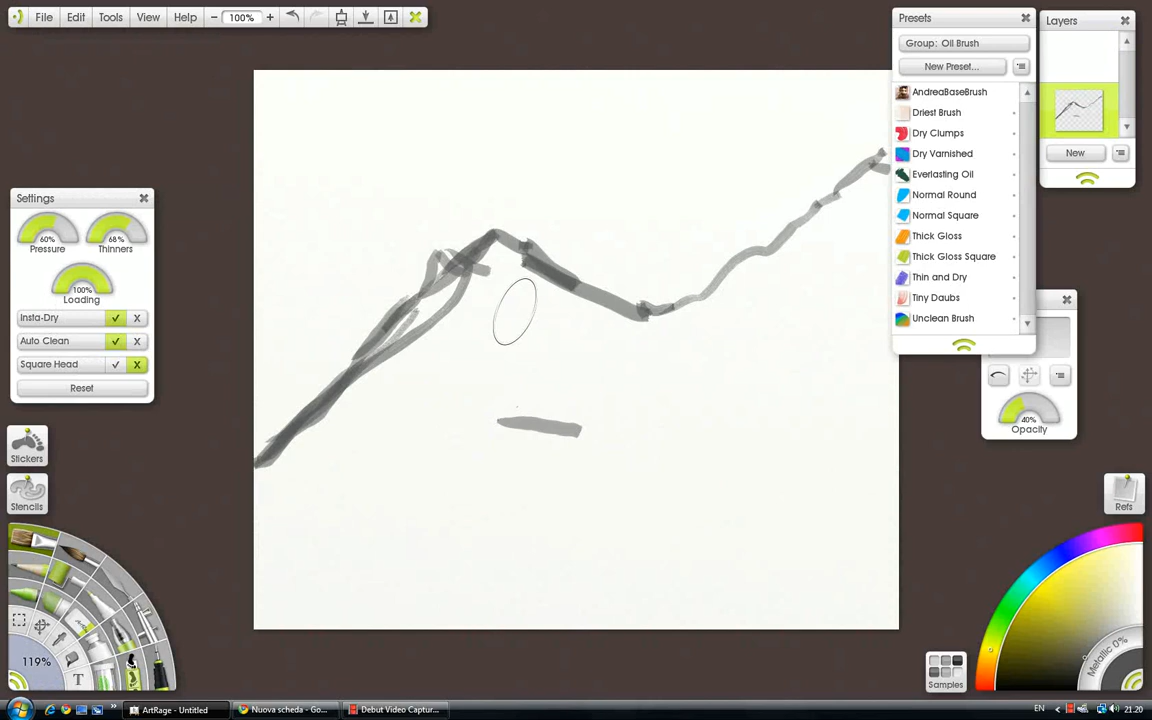 File Edit Tools View Help − 100% +
Presets
Group: Oil Brush
New Preset...
AndreaBaseBrush
Driest Brush
Dry Clumps
Dry Varnished
Everlasting Oil
Normal Round
Normal Square
Thick Gloss
Thick Gloss Square
Thin and Dry
Tiny Daubs
Unclean Brush
Layers
New
Settings
60% 68%
Pressure Thinners
100%
Loading
Insta-Dry
Auto Clean
Square Head
Reset
40%
Opacity
Stickers
Stencils
Refs
119%
T
Samples
Metallic 0%
ArtRage - Untitled Nuova scheda - Go... Debut Video Captur... EN 21.20